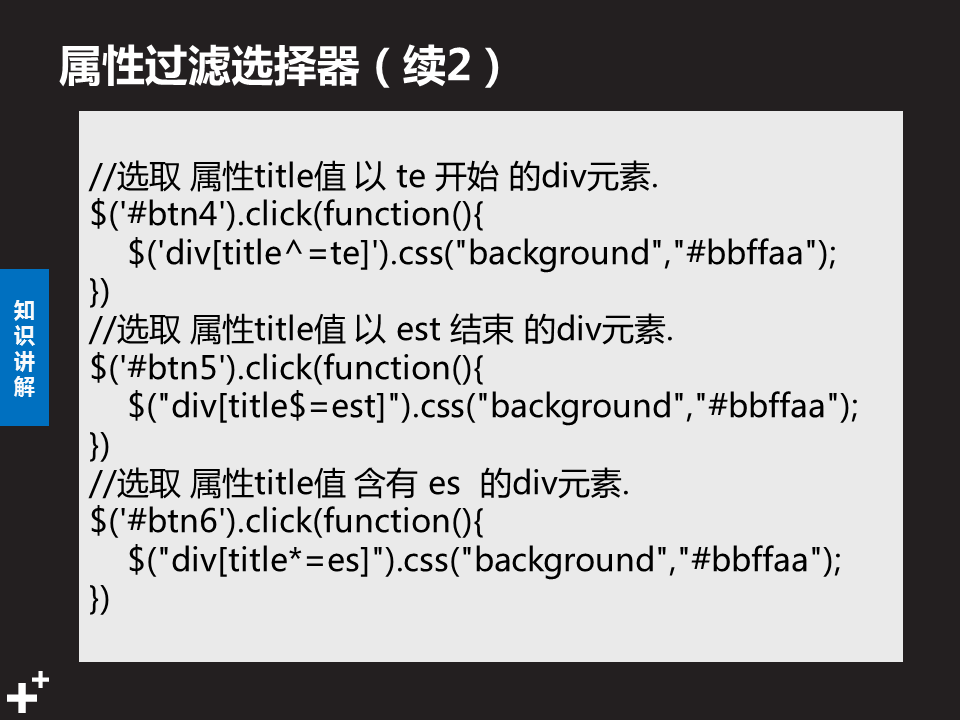 属性过滤选择器（续2）
//选取 属性title值 以 te 开始 的div元素.
$('#btn4').click(function(){
    $('div[title^=te]').css("background","#bbffaa");
})
//选取 属性title值 以 est 结束 的div元素.
$('#btn5').click(function(){
    $("div[title$=est]").css("background","#bbffaa");
})
//选取 属性title值 含有 es  的div元素.
$('#btn6').click(function(){
    $("div[title*=es]").css("background","#bbffaa");
})
知
识
讲
解